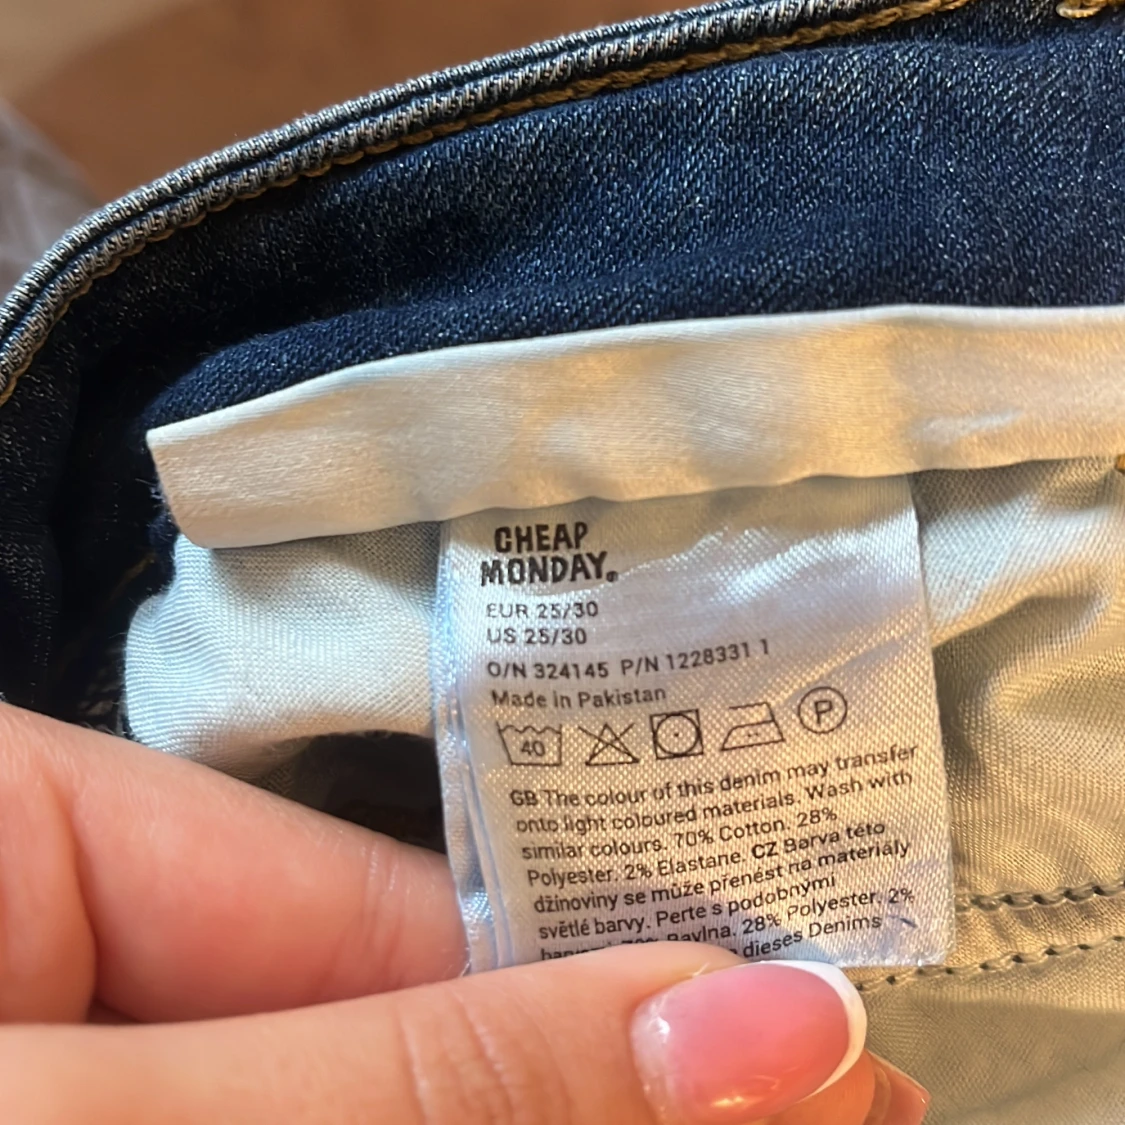 CHEAP
MONDAY®
EUR 25/30
US 25/30
O/N 324145 P/N 1228331 1
Made in Pakistan
40 P
GB The colour of this denim may transfer
onto light coloured materials. Wash with
similar colours. 70% Cotton. 28%
Polyester. 2% Elastane. CZ Barva této
džínoviny se může přenést na materiály
světlé barvy. Perte s podobnými
Bavlna. 28% Polyester. 2%
dieses Denims